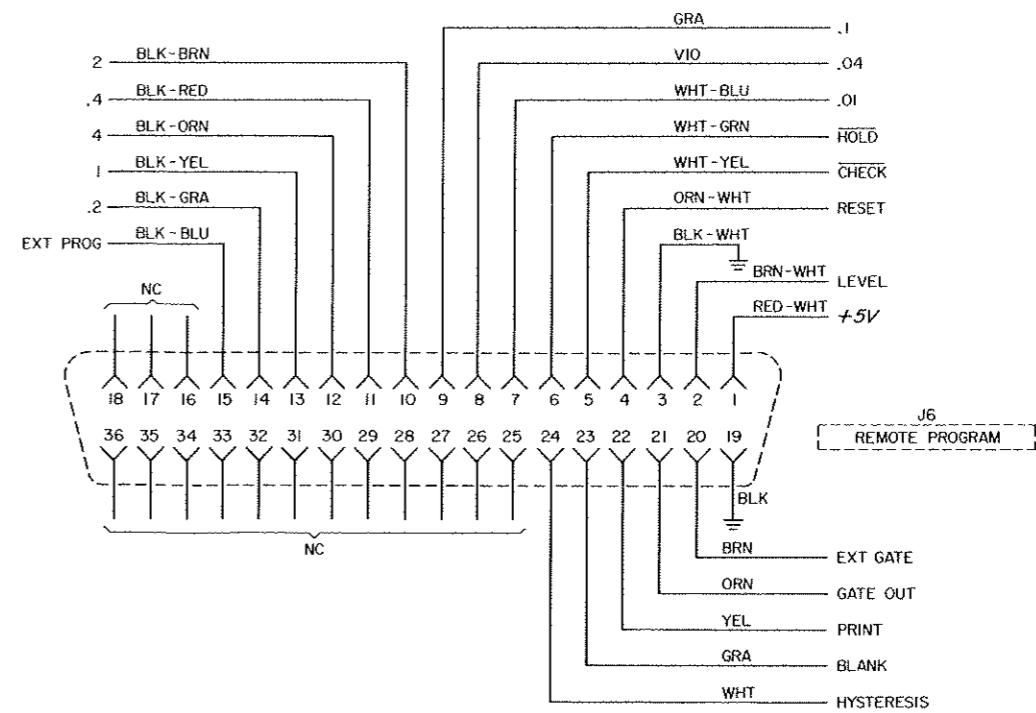 GRA .1
2 BLK-BRN VIO .04
.4 BLK-RED WHT-BLU .01
4 BLK-ORN WHT-GRN HOLD
1 BLK-YEL WHT-YEL CHECK
.2 BLK-GRA ORN-WHT RESET
EXT PROG BLK-BLU BLK-WHT
BRN-WHT LEVEL
NC
RED-WHT +5V
18 17 16 15 14 13 12 11 10 9 8 7 6 5 4 3 2 1
J6
36 35 34 33 32 31 30 29 28 27 26 25 24 23 22 21 20 19
REMOTE PROGRAM
BLK
NC
BRN EXT GATE
ORN GATE OUT
YEL PRINT
GRA BLANK
WHT HYSTERESIS